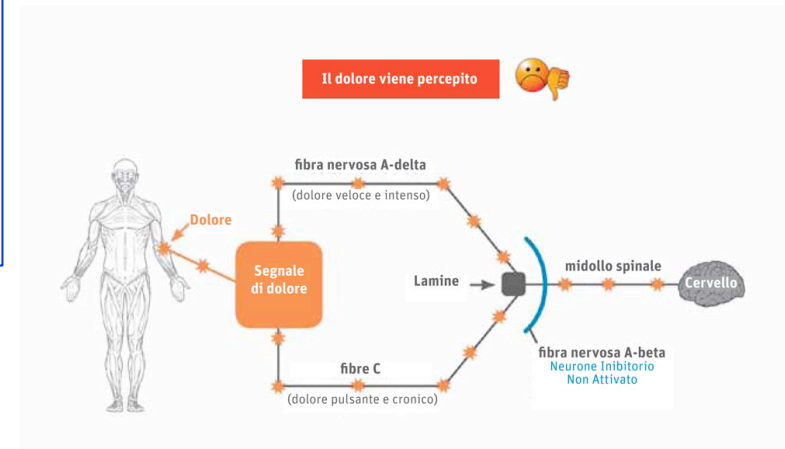 Il dolore viene percepito
fibra nervosa A-delta
(dolore veloce e intenso)
Dolore
Segnale
di dolore
Lamine
midollo spinale
Cervello
fibra nervosa A-beta
Neurone Inibitorio
Non Attivato
fibre C
(dolore pulsante e cronico)